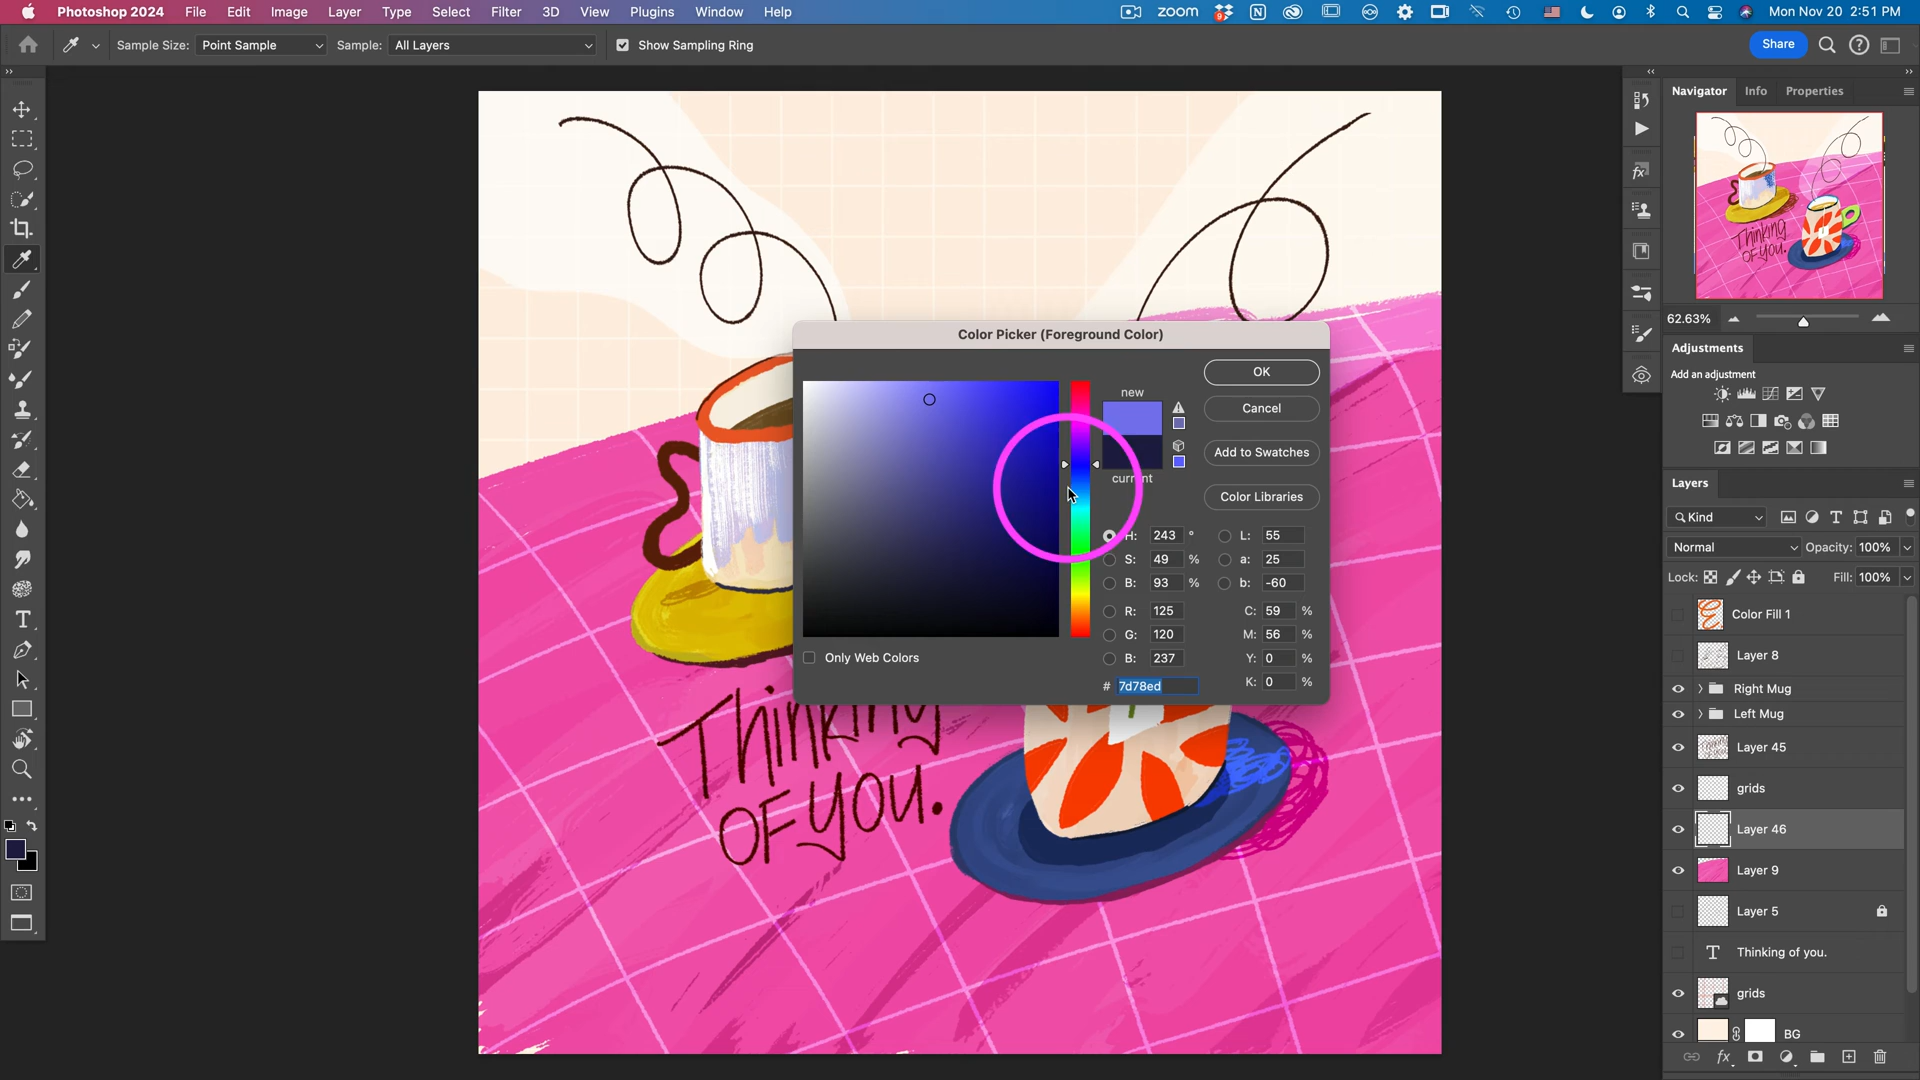 Photoshop 2024 File Edit Image Layer Type Select Filter 3D View Plugins Window Help zoom 9 Mon Nov 20 2:51 PM
Sample Size: Point Sample Sample: All Layers Show Sampling Ring Share
Navigator Info Properties
62.63%
Adjustments
Add an adjustment
Layers
Kind
Normal Opacity: 100%
Lock: Fill: 100%
Color Fill 1
Layer 8
Right Mug
Left Mug
Layer 45
grids
Layer 46
Layer 9
Layer 5
Thinking of you.
grids
BG
Color Picker (Foreground Color)
new
current
OK
Cancel
Add to Swatches
Color Libraries
H: 243 ° L: 55
S: 49 % a: 25
B: 93 % b: -60
R: 125 C: 59 %
G: 120 M: 56 %
B: 237 Y: 0 %
# 7d78ed K: 0 %
Only Web Colors
Thinking
OF YOU.